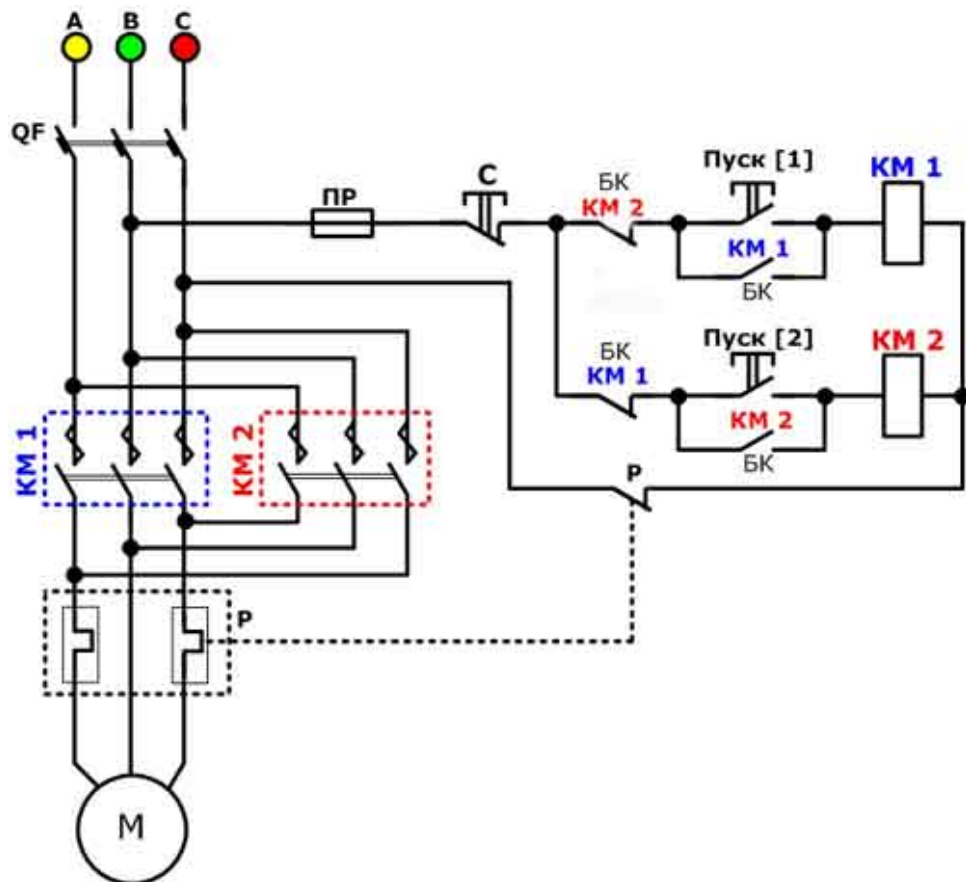 A B C
QF
ПР
С
БК
КМ 2
Пуск [1]
КМ 1
КМ 1
БК
БК
КМ 1
Пуск [2]
КМ 2
КМ 2
БК
КМ 1
КМ 2
Р
Р
М